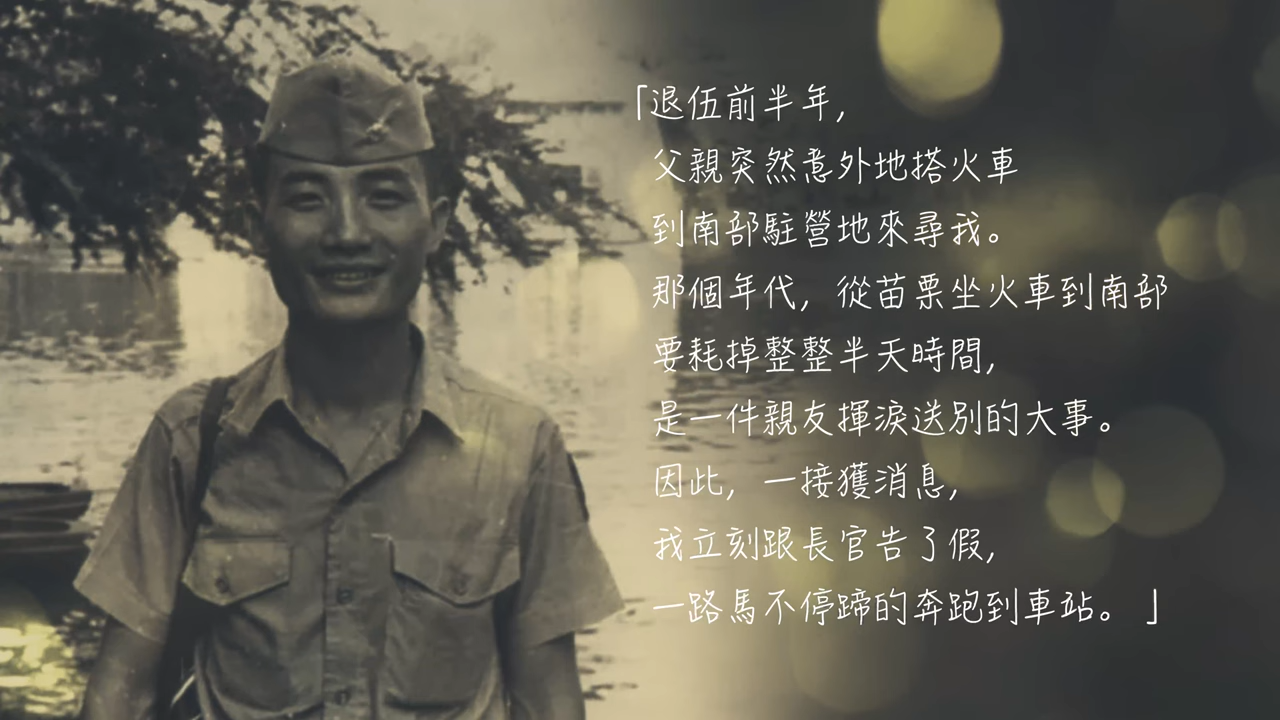 「退伍前半年,
父親突然意外地搭火車
到南部駐營地來尋我。
那個年代, 從苗栗坐火車到南部
要耗掉整整半天時間,
是一件親友揮淚送別的大事。
因此, 一接獲消息,
我立刻跟長官告了假,
一路馬不停蹄的奔跑到車站。」